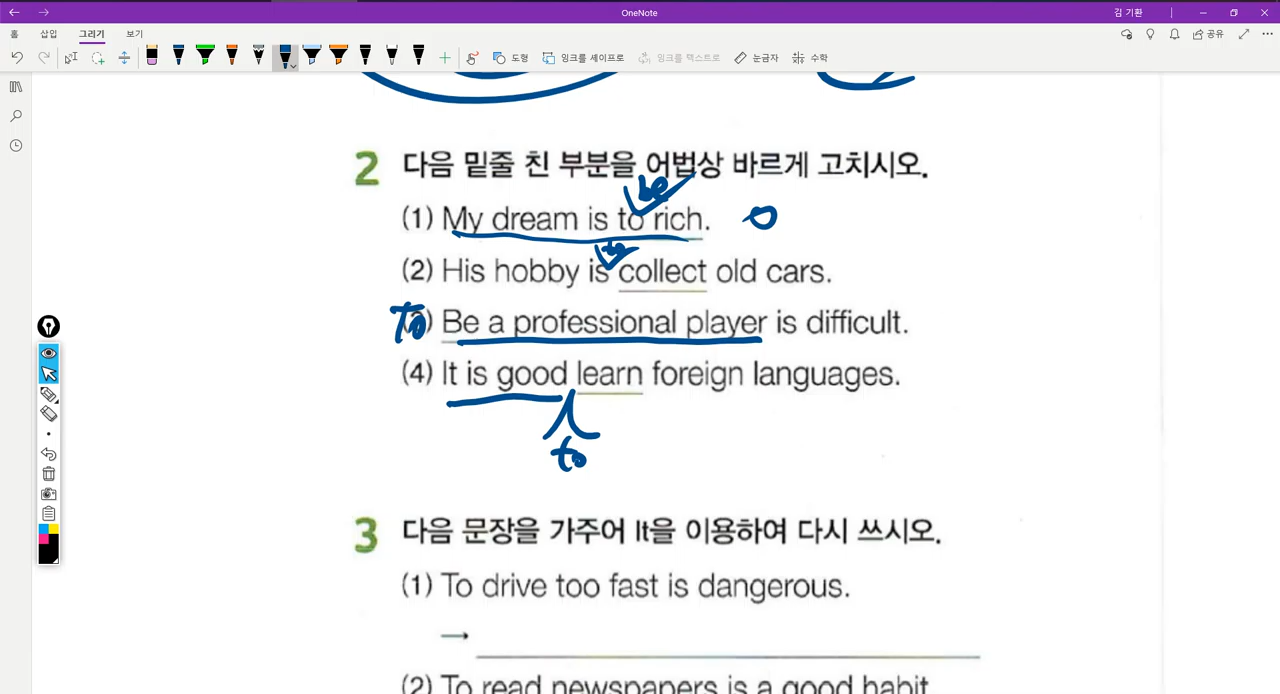 OneNote
김 기환
홈 삽입 그리기 보기
공유
도형 잉크를 셰이프로 잉크를 텍스트로 눈금자 수학
2 다음 밑줄 친 부분을 어법상 바르게 고치시오.
be
(1) My dream is to rich.
to
(2) His hobby is collect old cars.
To
(3) Be a professional player is difficult.
(4) It is good learn foreign languages.
to
3 다음 문장을 가주어 It을 이용하여 다시 쓰시오.
(1) To drive too fast is dangerous.
→
(2) To read newspapers is a good habit